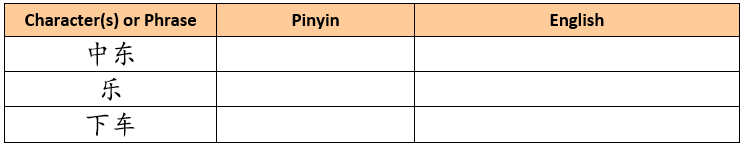 Character(s) or Phrase Pinyin English
中东
乐
下车